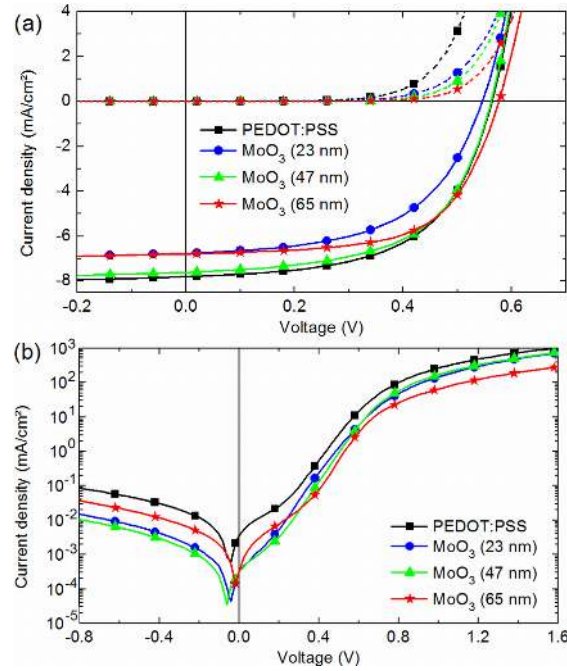 (a)
4
2
0
-2
-4
-6
-8
Current density (mA/cm²)
PEDOT:PSS
MoO₃ (23 nm)
MoO₃ (47 nm)
MoO₃ (65 nm)
-0.2 0.0 0.2 0.4 0.6
Voltage (V)
(b)
10³
10²
10¹
10⁰
10⁻¹
10⁻²
10⁻³
10⁻⁴
10⁻⁵
Current density (mA/cm²)
PEDOT:PSS
MoO₃ (23 nm)
MoO₃ (47 nm)
MoO₃ (65 nm)
-0.8 -0.4 0.0 0.4 0.8 1.2 1.6
Voltage (V)